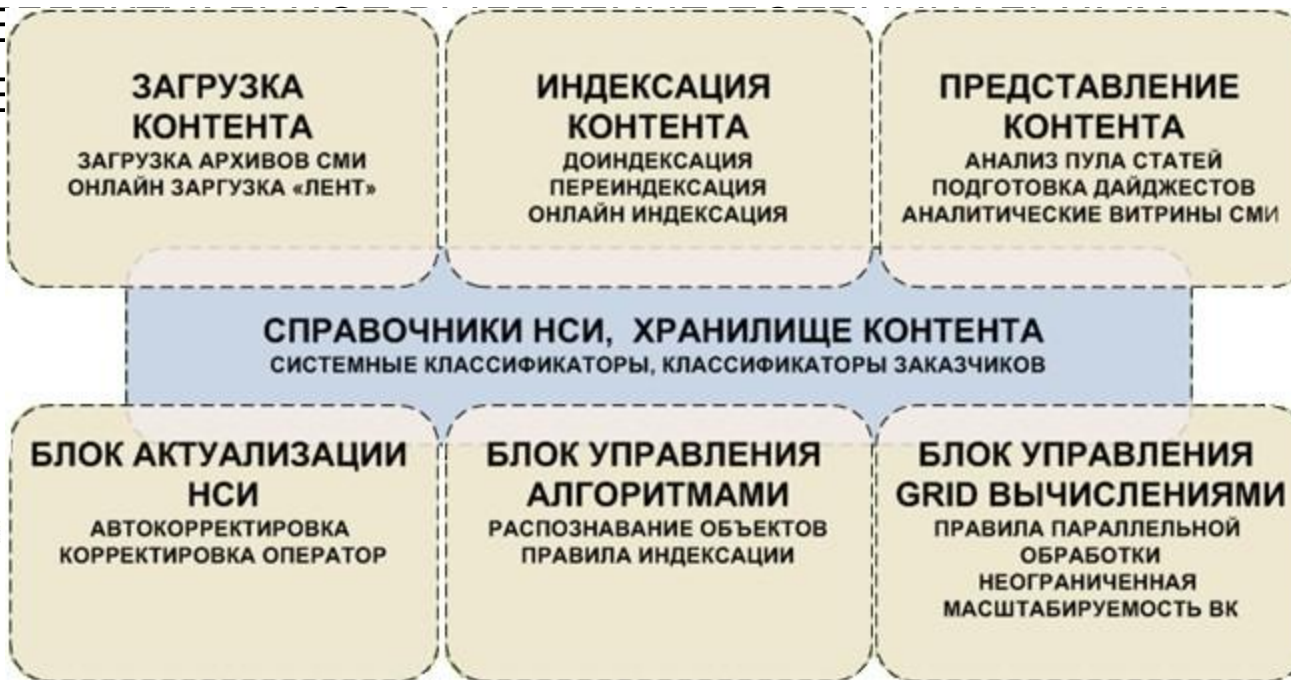 ЗАГРУЗКА
КОНТЕНТА
ЗАГРУЗКА АРХИВОВ СМИ
ОНЛАЙН ЗАРГУЗКА «ЛЕНТ»
ИНДЕКСАЦИЯ
КОНТЕНТА
ДОИНДЕКСАЦИЯ
ПЕРЕИНДЕКСАЦИЯ
ОНЛАЙН ИНДЕКСАЦИЯ
ПРЕДСТАВЛЕНИЕ
КОНТЕНТА
АНАЛИЗ ПУЛА СТАТЕЙ
ПОДГОТОВКА ДАЙДЖЕСТОВ
АНАЛИТИЧЕСКИЕ ВИТРИНЫ СМИ
СПРАВОЧНИКИ НСИ, ХРАНИЛИЩЕ КОНТЕНТА
СИСТЕМНЫЕ КЛАССИФИКАТОРЫ, КЛАССИФИКАТОРЫ ЗАКАЗЧИКОВ
БЛОК АКТУАЛИЗАЦИИ
НСИ
АВТОКОРРЕКТИРОВКА
КОРРЕКТИРОВКА ОПЕРАТОР
БЛОК УПРАВЛЕНИЯ
АЛГОРИТМАМИ
РАСПОЗНАВАНИЕ ОБЪЕКТОВ
ПРАВИЛА ИНДЕКСАЦИИ
БЛОК УПРАВЛЕНИЯ
GRID ВЫЧИСЛЕНИЯМИ
ПРАВИЛА ПАРАЛЛЕЛЬНОЙ
ОБРАБОТКИ
НЕОГРАНИЧЕННАЯ
МАСШТАБИРУЕМОСТЬ ВК